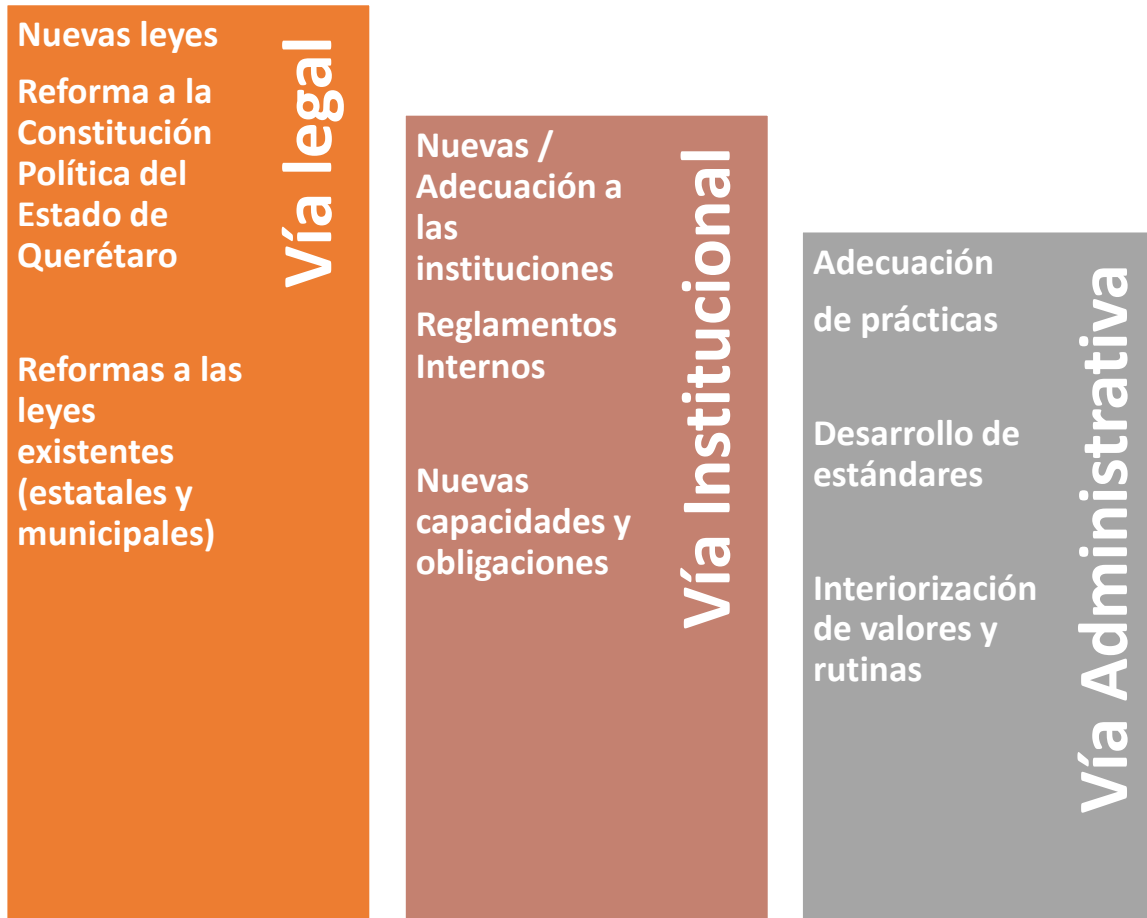 Nuevas leyes
Reforma a la
Constitución
Política del
Estado de
Querétaro
Reformas a las
leyes
existentes
(estatales y
municipales)
Vía legal
Nuevas /
Adecuación a
las
instituciones
Reglamentos
Internos
Nuevas
capacidades y
obligaciones
Vía Institucional
Adecuación
de prácticas
Desarrollo de
estándares
Interiorización
de valores y
rutinas
Vía Administrativa